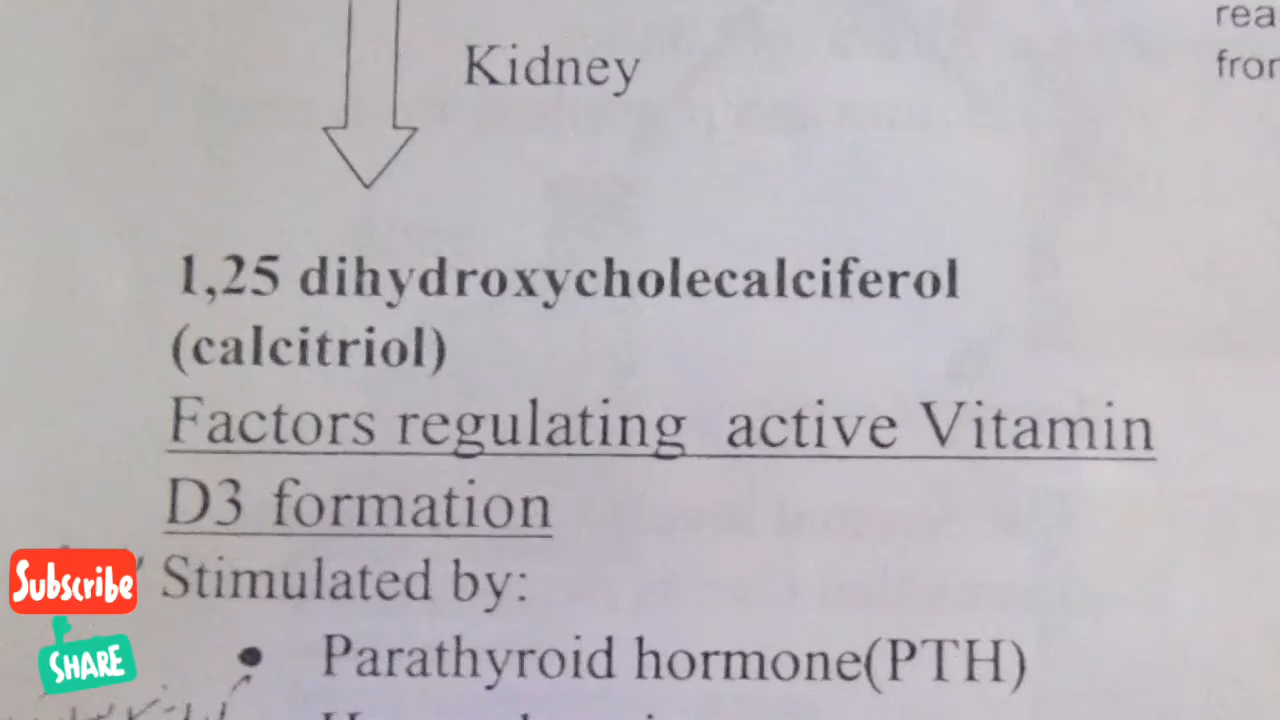 rea
Kidney
fror
1,25 dihydroxycholecalciferol
(calcitriol)
Factors regulating active Vitamin
D3 formation
Stimulated by:
• Parathyroid hormone(PTH)
Subscribe
SHARE